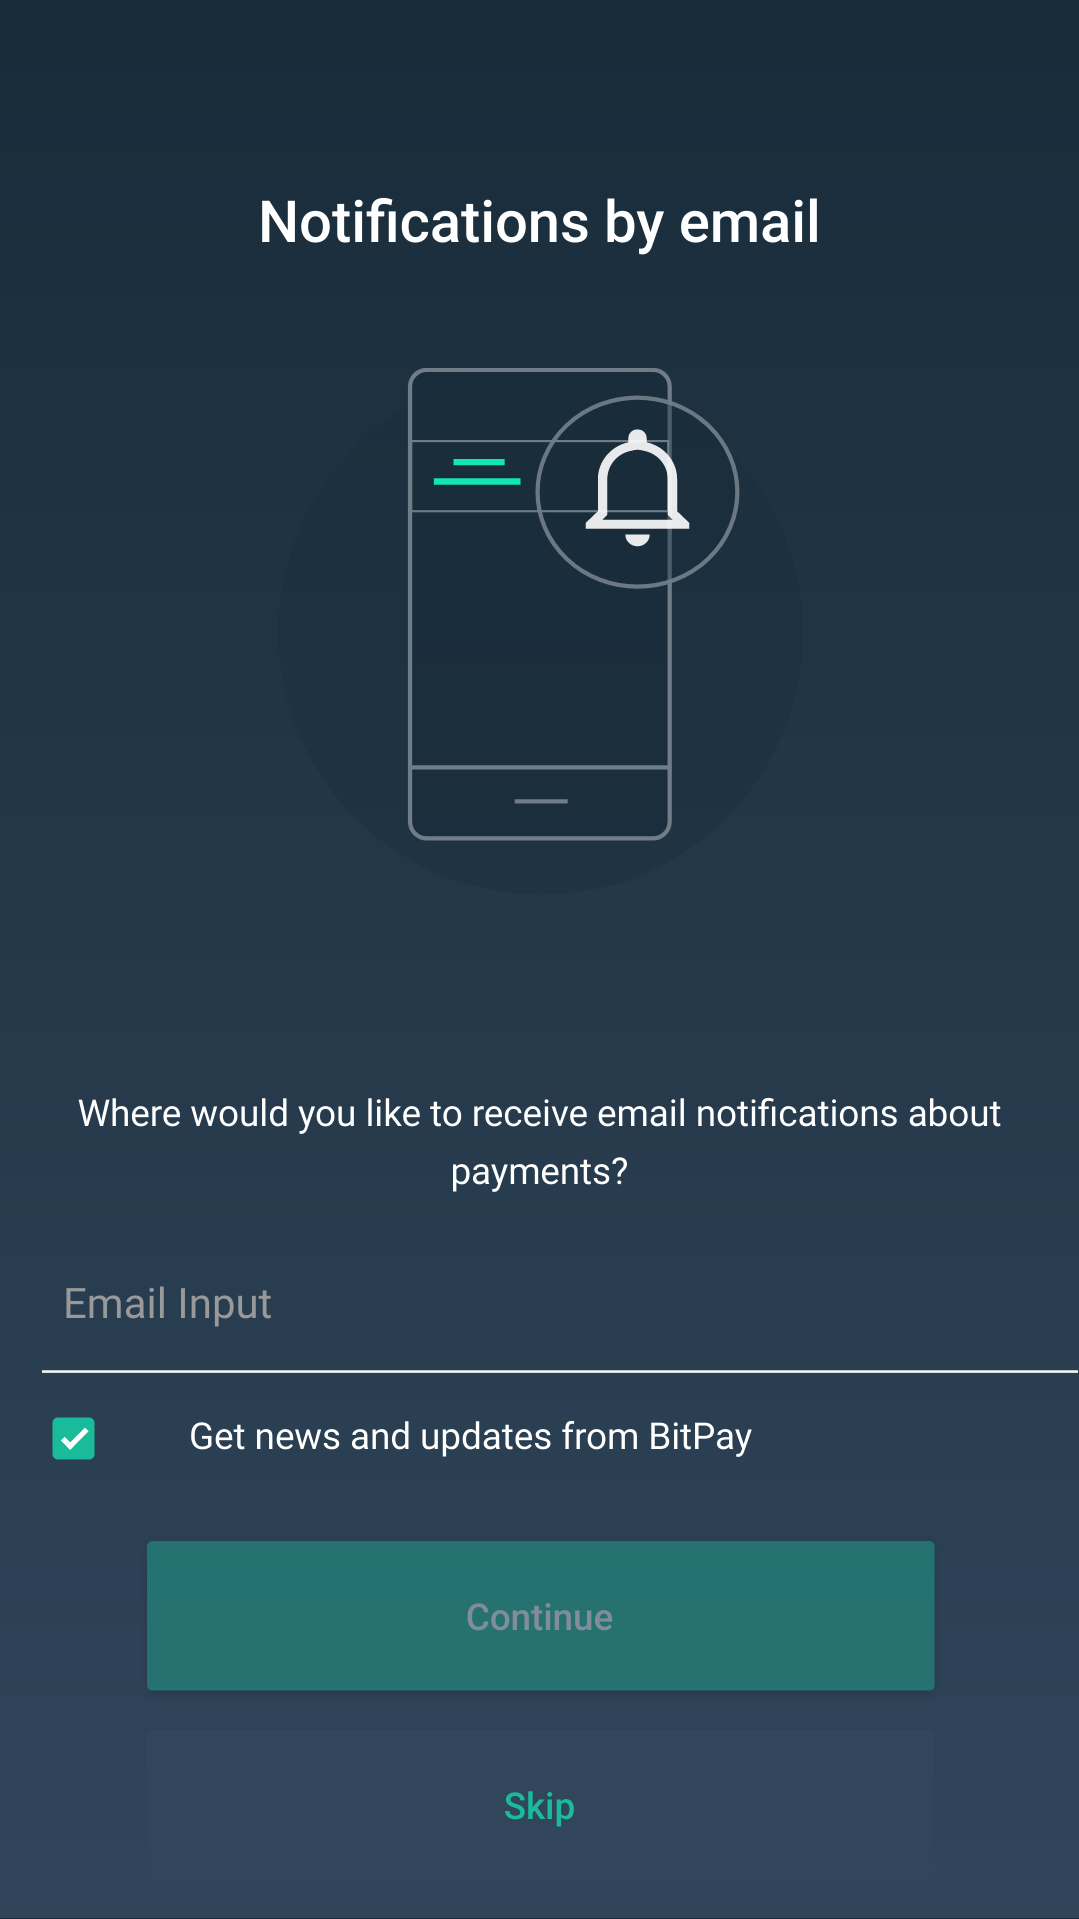 Notifications by email
Where would you like to receive email notifications about
payments?
Email Input
Get news and updates from BitPay
Continue
Skip